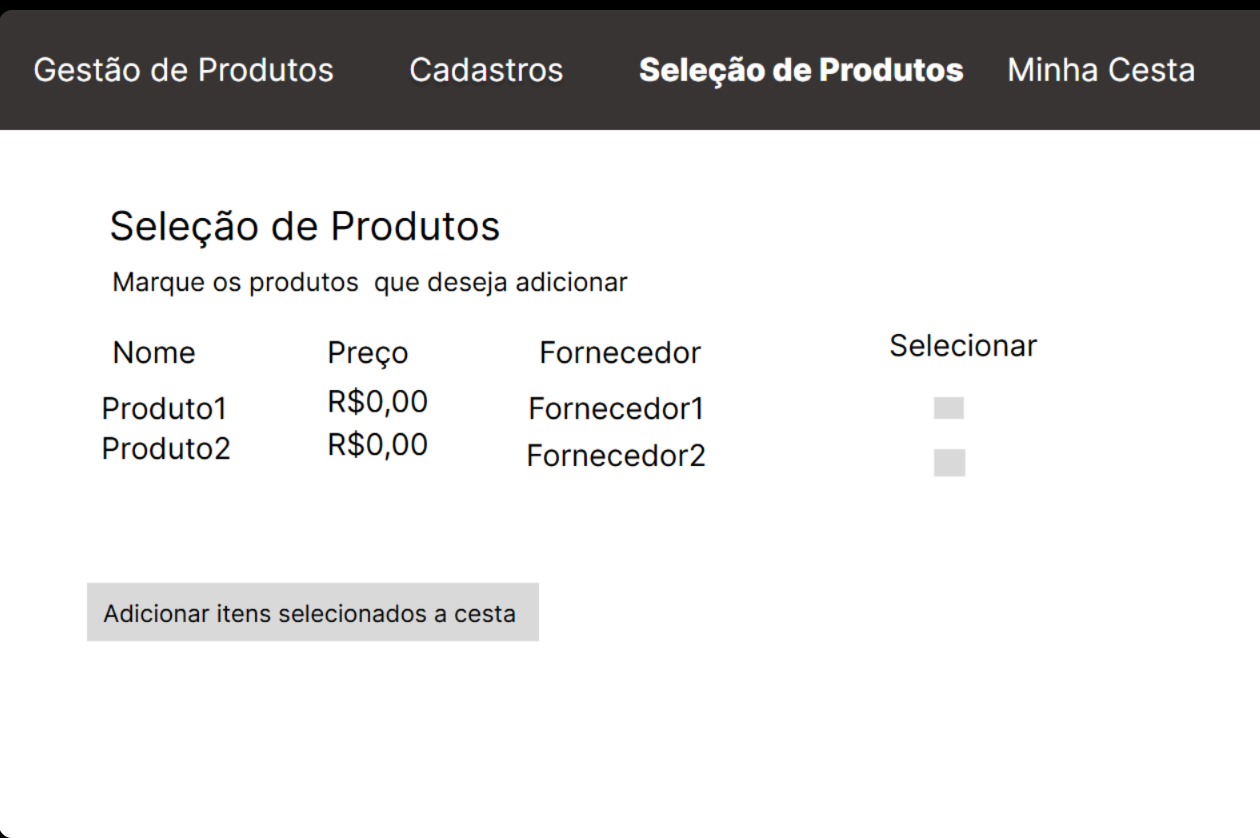 Gestão de Produtos Cadastros Seleção de Produtos Minha Cesta
Seleção de Produtos
Marque os produtos  que deseja adicionar
Nome Preço Fornecedor Selecionar
Produto1 R$0,00 Fornecedor1
Produto2 R$0,00 Fornecedor2
Adicionar itens selecionados a cesta